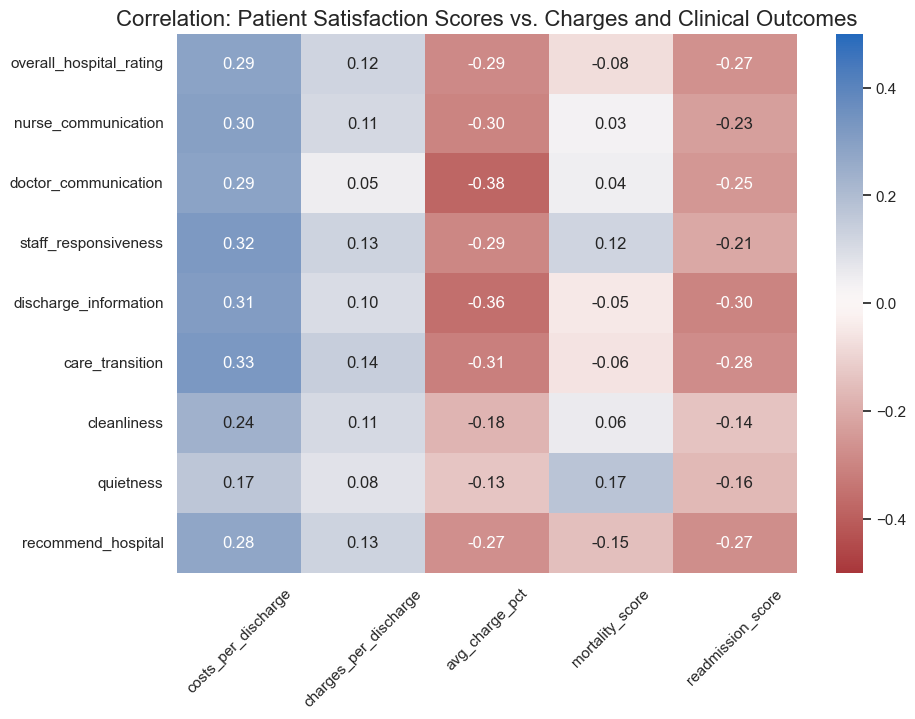 Correlation: Patient Satisfaction Scores vs. Charges and Clinical Outcomes
overall_hospital_rating 0.29 0.12 -0.29 -0.08 -0.27
nurse_communication 0.30 0.11 -0.30 0.03 -0.23
doctor_communication 0.29 0.05 -0.38 0.04 -0.25
staff_responsiveness 0.32 0.13 -0.29 0.12 -0.21
discharge_information 0.31 0.10 -0.36 -0.05 -0.30
care_transition 0.33 0.14 -0.31 -0.06 -0.28
cleanliness 0.24 0.11 -0.18 0.06 -0.14
quietness 0.17 0.08 -0.13 0.17 -0.16
recommend_hospital 0.28 0.13 -0.27 -0.15 -0.27
costs_per_discharge
charges_per_discharge
avg_charge_pct
mortality_score
readmission_score
0.4
0.2
0.0
−0.2
−0.4